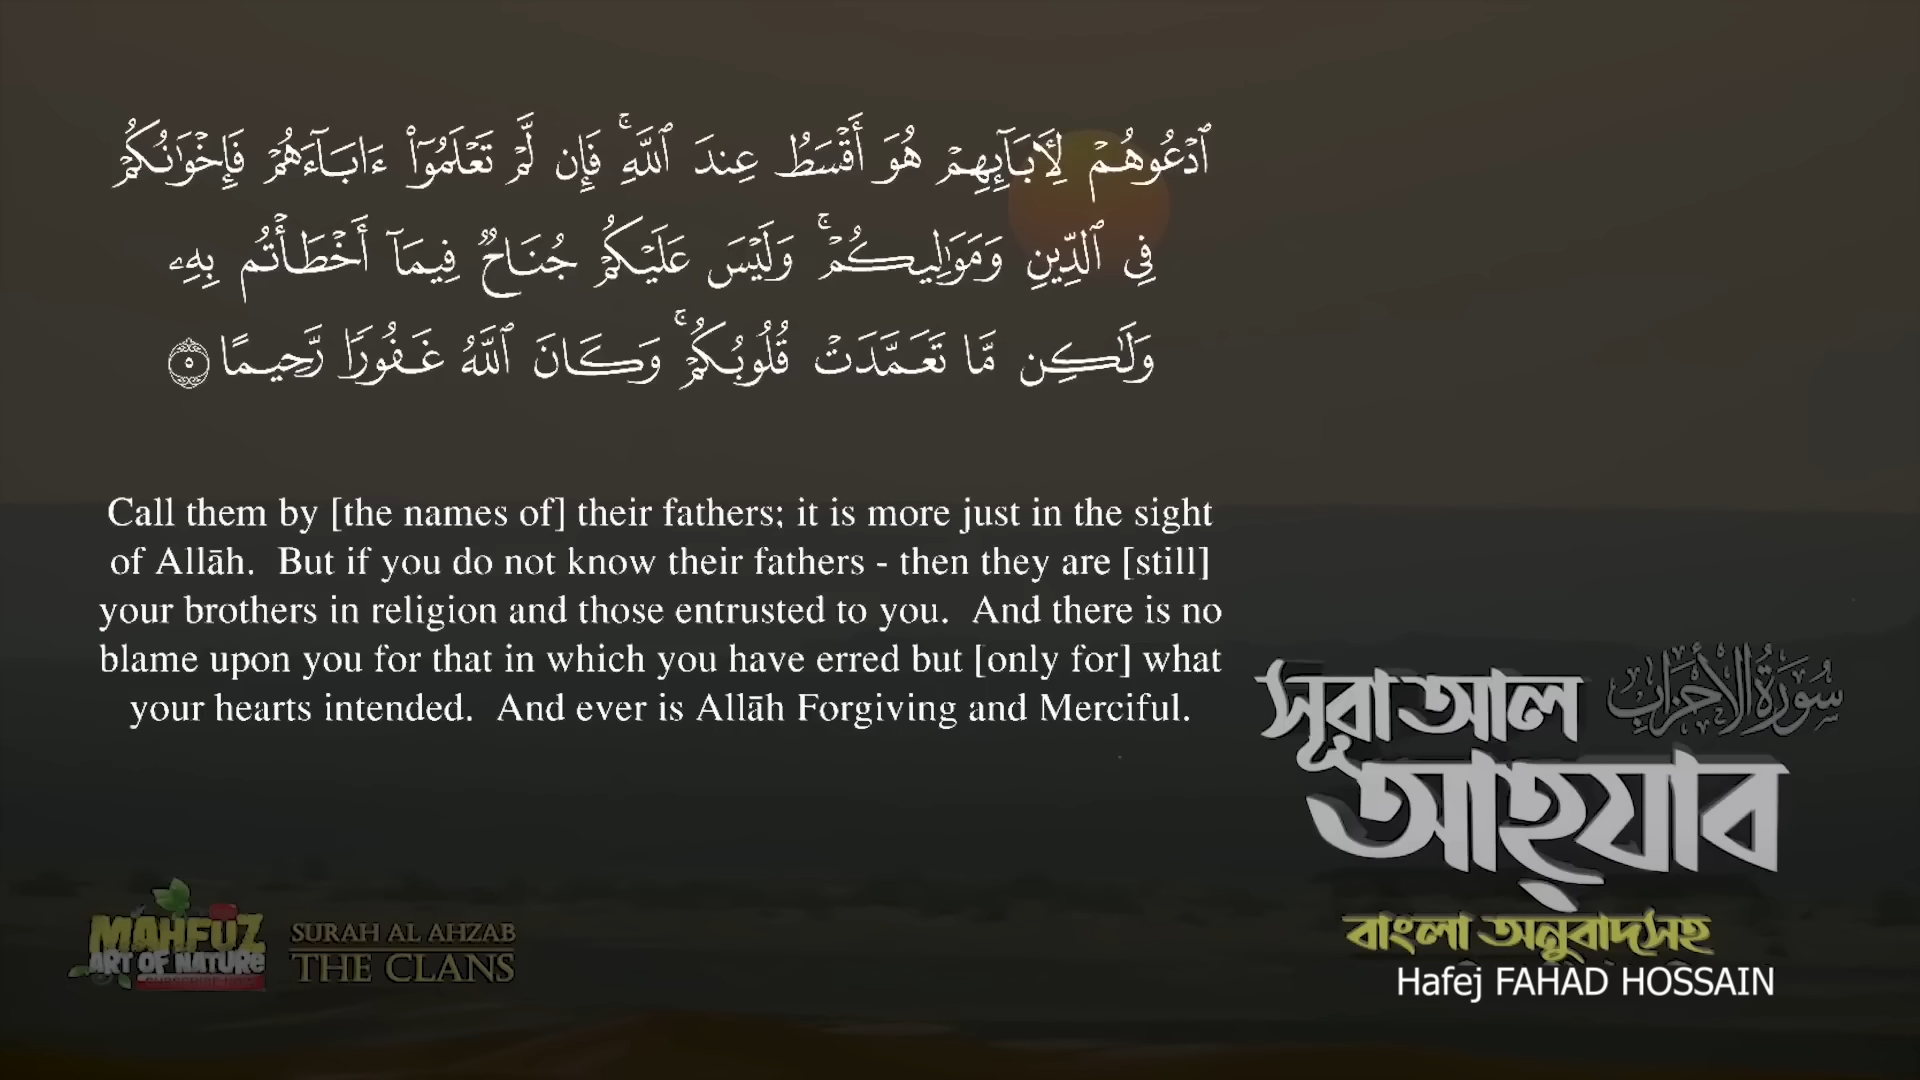 ٱدۡعُوهُمۡ لِأٓبَآئِهِمۡ هُوَ أَقۡسَطُ عِندَ ٱللَّهِۚ فَإِن لَّمۡ تَعۡلَمُوٓاْ ءَابَآءَهُمۡ فَإِخۡوَٰنُكُمۡ
فِي ٱلدِّينِ وَمَوَٰلِيكُمۡۚ وَلَيۡسَ عَلَيۡكُمۡ جُنَاحٞ فِيمَآ أَخۡطَأۡتُم بِهِۦ
وَلَٰكِن مَّا تَعَمَّدَتۡ قُلُوبُكُمۡۚ وَكَانَ ٱللَّهُ غَفُورٗا رَّحِيمًا ٥
Call them by [the names of] their fathers; it is more just in the sight
of Allāh. But if you do not know their fathers - then they are [still]
your brothers in religion and those entrusted to you. And there is no
blame upon you for that in which you have erred but [only for] what
your hearts intended. And ever is Allāh Forgiving and Merciful.
সূরা আল
سورة الأحزاب
আহযাব
বাংলা অনুবাদসহ
Hafej FAHAD HOSSAIN
MAHFUZ
ART OF NATURE
SURAH AL AHZAB
THE CLANS